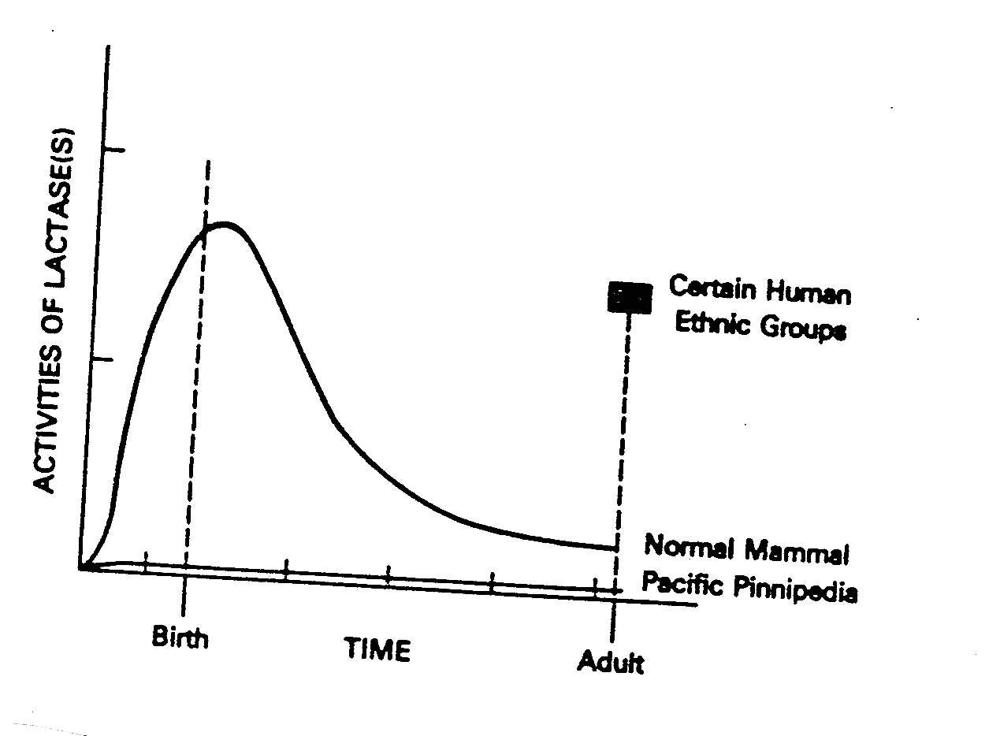 ACTIVITIES OF LACTASE(S)
Certain Human
Ethnic Groups
Normal Mammal
Pacific Pinnipedia
Birth
TIME
Adult